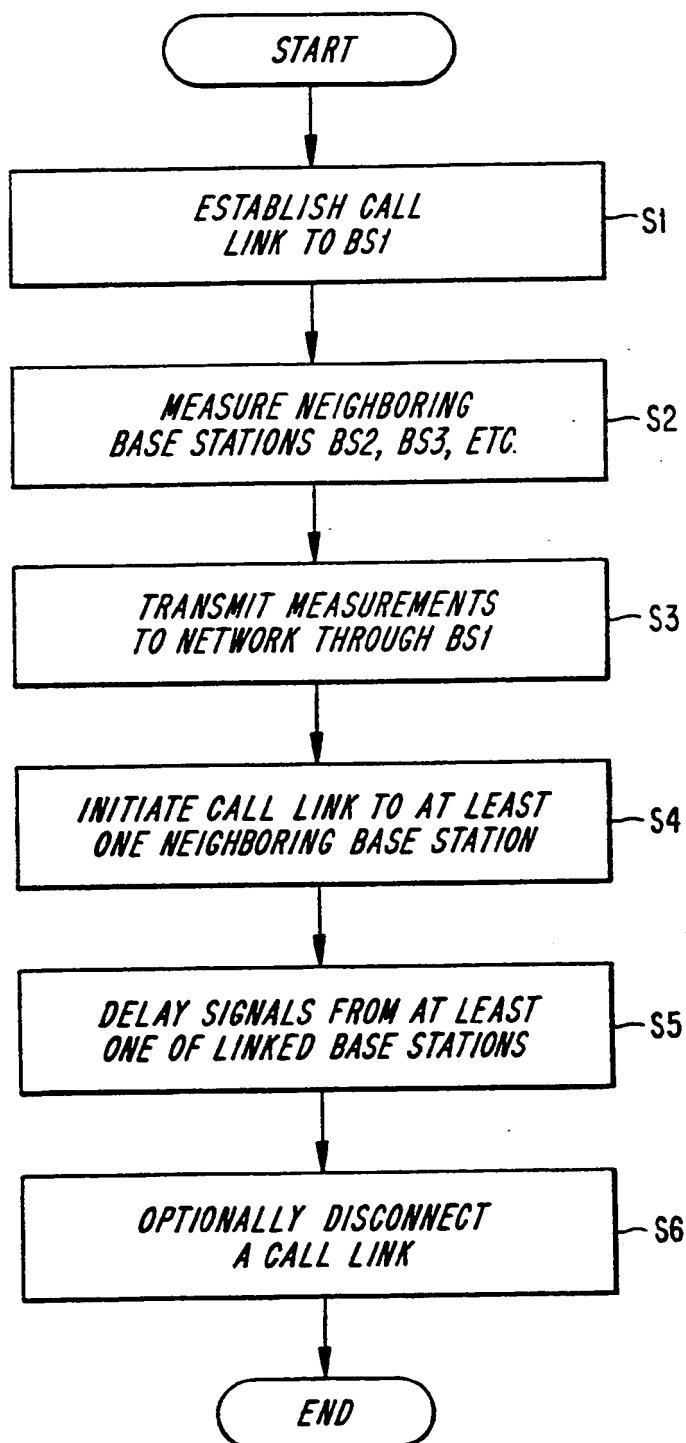 START
ESTABLISH CALL
LINK TO BS1
S1
MEASURE NEIGHBORING
BASE STATIONS BS2, BS3, ETC.
S2
TRANSMIT MEASUREMENTS
TO NETWORK THROUGH BS1
S3
INITIATE CALL LINK TO AT LEAST
ONE NEIGHBORING BASE STATION
S4
DELAY SIGNALS FROM AT LEAST
ONE OF LINKED BASE STATIONS
S5
OPTIONALLY DISCONNECT
A CALL LINK
S6
END